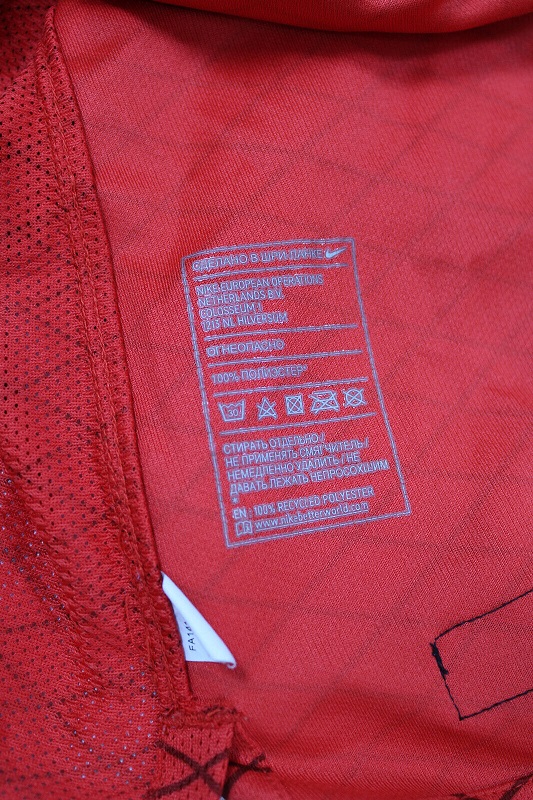 СДЕЛАНО В ШРИ-ЛАНКЕ
NIKE EUROPEAN OPERATIONS
NETHERLANDS B.V.
COLOSSEUM 1
1213 NL HILVERSUM
ОГНЕОПАСНО
100% ПОЛИЭСТЕР*
30
СТИРАТЬ ОТДЕЛЬНО /
НЕ ПРИМЕНЯТЬ СМЯГЧИТЕЛЬ /
НЕМЕДЛЕННО УДАЛИТЬ / НЕ
ДАВАТЬ ЛЕЖАТЬ НЕПРОСОХШИМ
*
EN: 100% RECYCLED POLYESTER
www.nikebetterworld.com